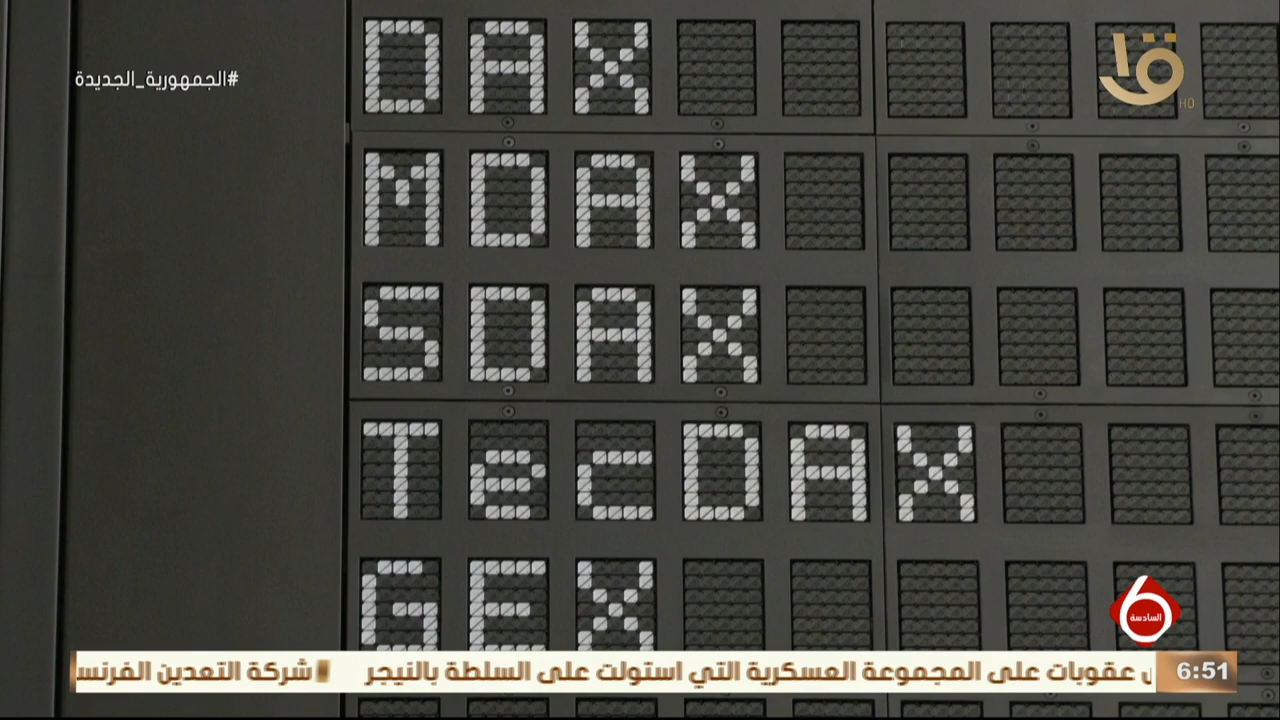 DAX
#الجمهورية_الجديدة
HD
MDAX
SDAX
TecDAX
GEX
السادسة
عقوبات على المجموعة العسكرية التي استولت على السلطة بالنيجر
شركة التعدين
6:51